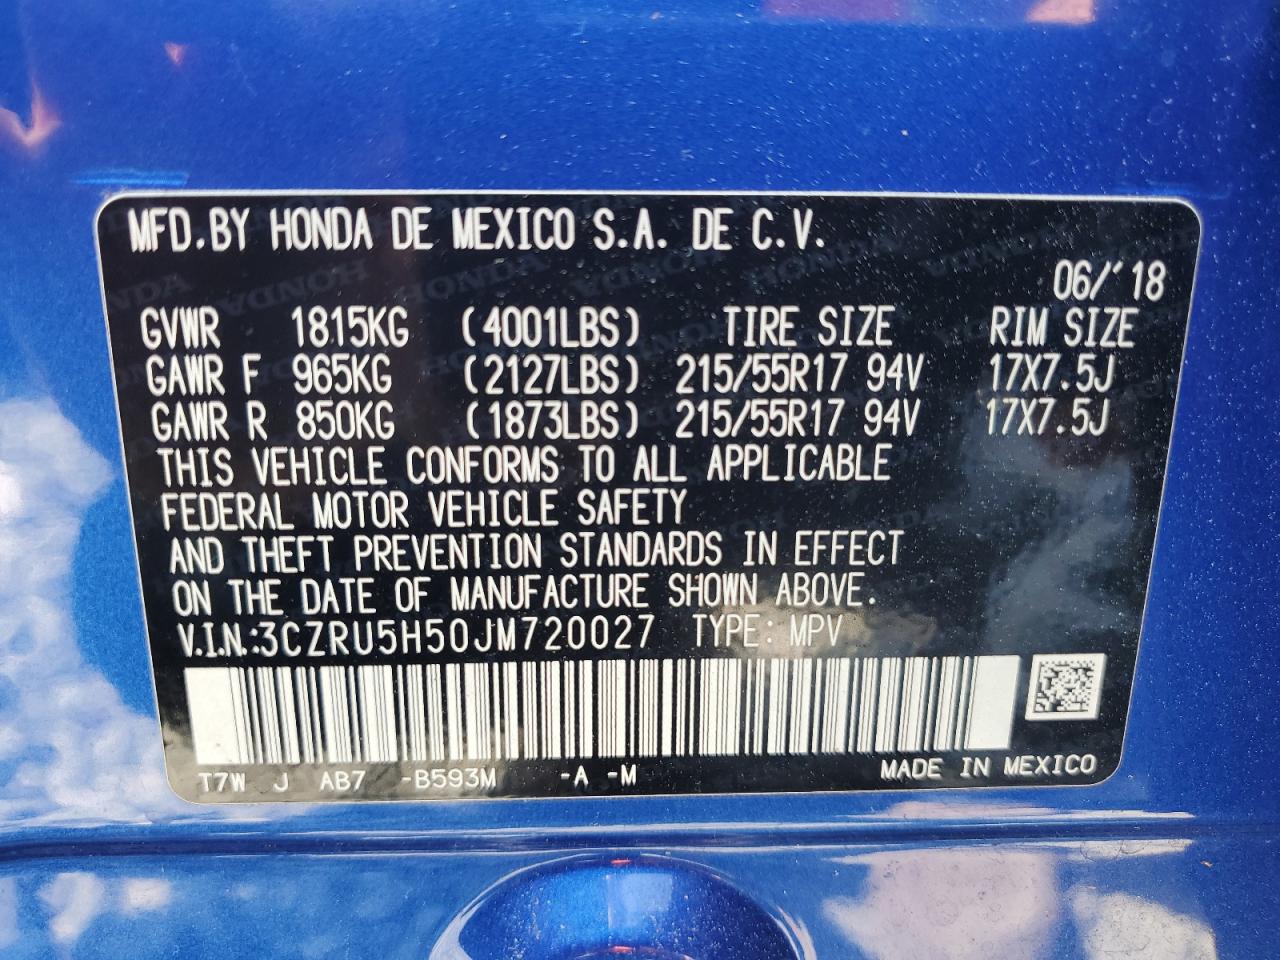 MFD.BY HONDA DE MEXICO S.A. DE C.V.
06/'18
GVWR 1815KG (4001LBS) TIRE SIZE RIM SIZE
GAWR F 965KG (2127LBS) 215/55R17 94V 17X7.5J
GAWR R 850KG (1873LBS) 215/55R17 94V 17X7.5J
THIS VEHICLE CONFORMS TO ALL APPLICABLE
FEDERAL MOTOR VEHICLE SAFETY
AND THEFT PREVENTION STANDARDS IN EFFECT
ON THE DATE OF MANUFACTURE SHOWN ABOVE.
V.I.N.:3CZRU5H50JM720027 TYPE: MPV
T7W J AB7 -B593M -A -M MADE IN MEXICO